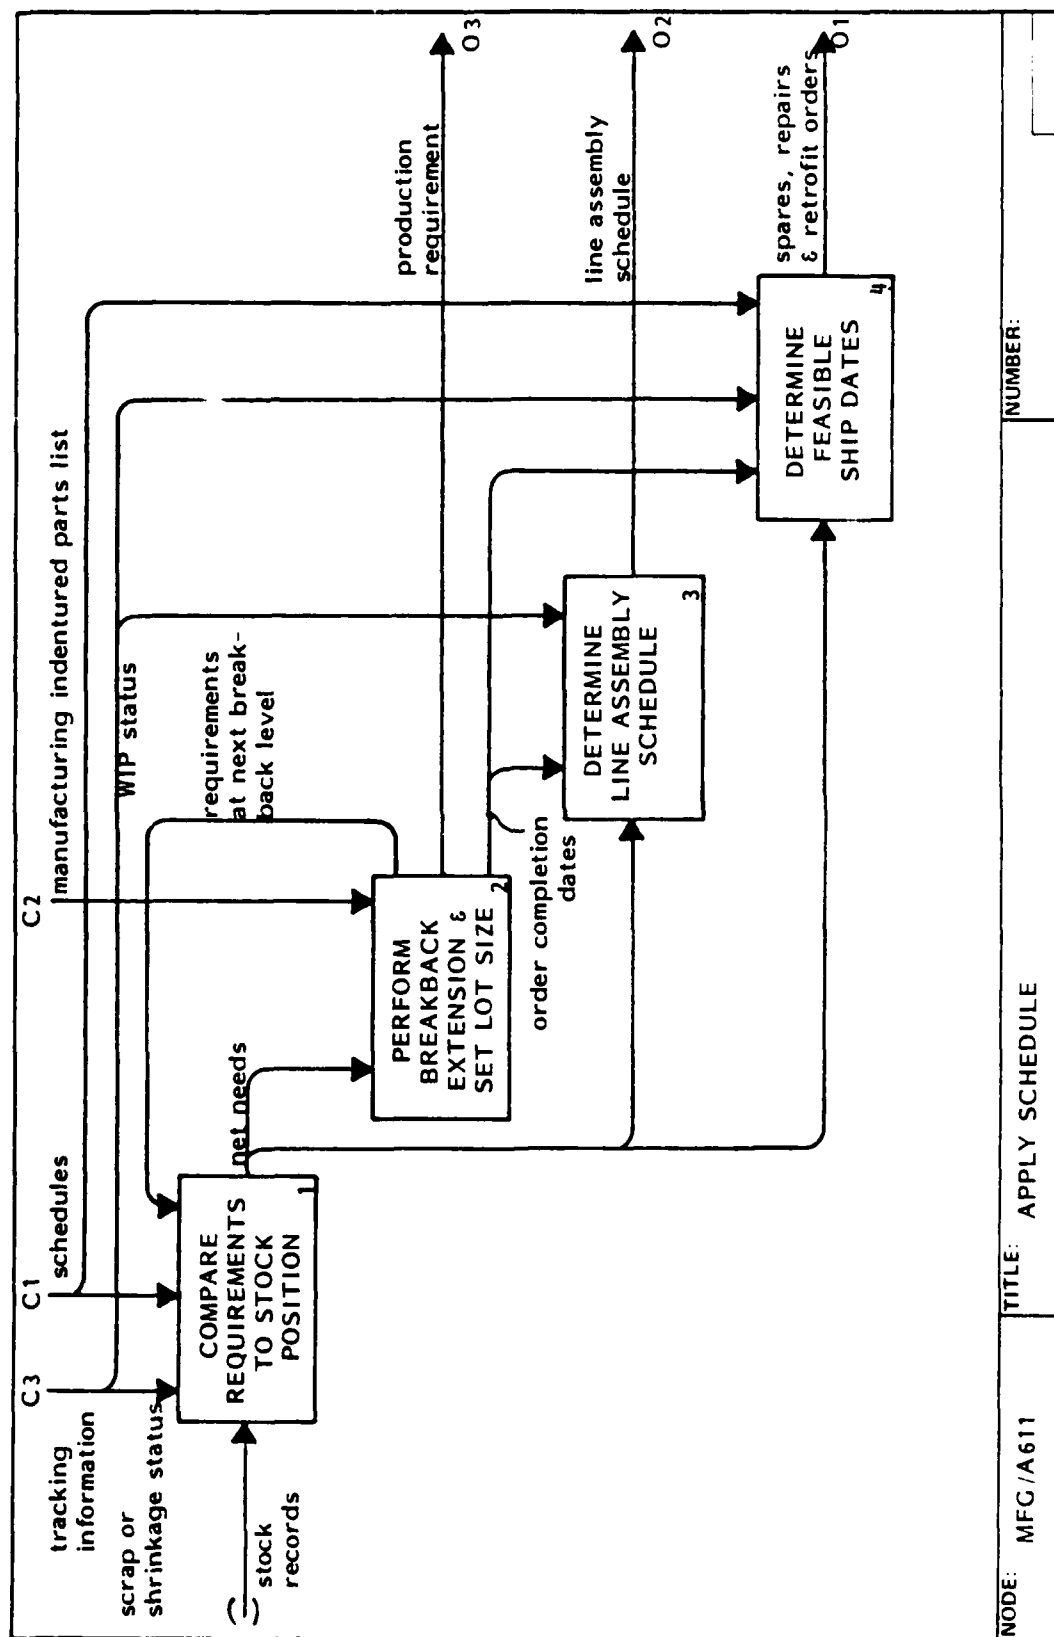 C3
C1
C2
tracking
information
scrap or
shrinkage status
schedules
manufacturing indentured parts list
WIP status
requirements
at next break-
back level
()
stock
records
COMPARE
REQUIREMENTS
TO STOCK
POSITION
1
net needs
PERFORM
BREAKBACK
EXTENSION &
SET LOT SIZE
2
order completion
dates
DETERMINE
LINE ASSEMBLY
SCHEDULE
3
DETERMINE
FEASIBLE
SHIP DATES
4
production
requirement
O3
line assembly
schedule
O2
spares, repairs
& retrofit orders
O1
NODE: MFG/A611
TITLE: APPLY SCHEDULE
NUMBER: